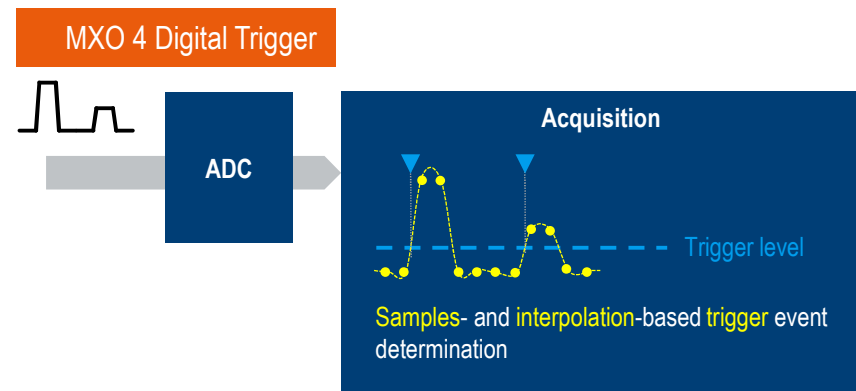 MXO 4 Digital Trigger
ADC
Acquisition
Trigger level
Samples- and interpolation-based trigger event
determination